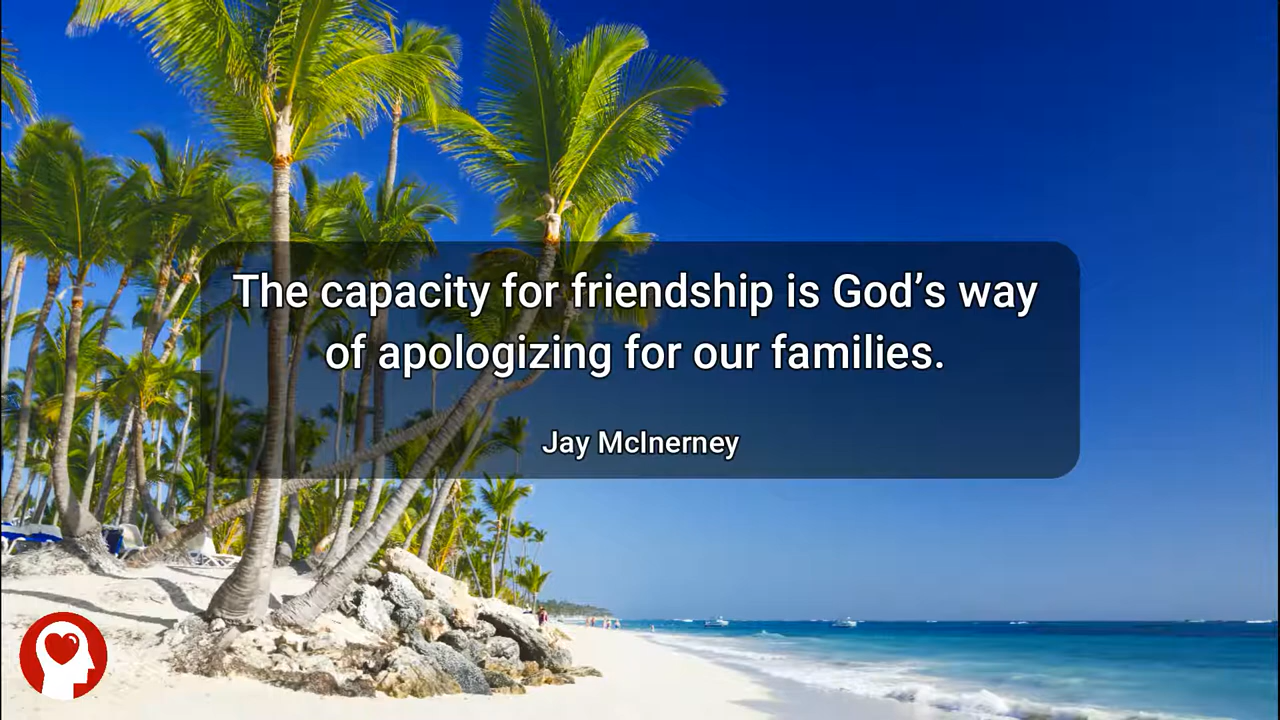 The capacity for friendship is God’s way
of apologizing for our families.
Jay McInerney